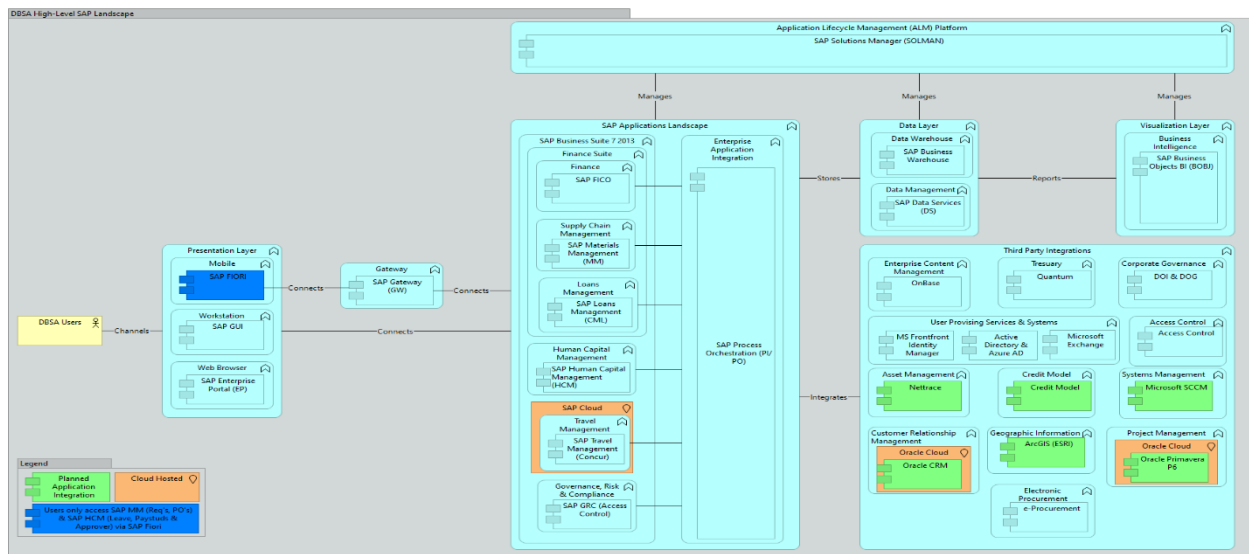 DBSA High-Level SAP Landscape
Application Lifecycle Management (ALM) Platform
SAP Solutions Manager (SOLMAN)
Manages
Manages
Manages
SAP Applications Landscape
SAP Business Suite 7 2013
Finance Suite
Finance
SAP FICO
Supply Chain
Management
SAP Materials
Management
(MM)
Loans
Management
SAP Loans
Management
(CML)
Human Capital
Management
SAP Human Capital
Management
(HCM)
SAP Cloud
Travel
Management
SAP Travel
Management
(Concur)
Governance, Risk
& Compliance
SAP GRC (Access
Control)
Enterprise
Application
Integration
SAP Process
Orchestration (PI/
PO)
Stores
Data Layer
Data Warehouse
SAP Business
Warehouse
Data Management
SAP Data Services
(DS)
Reports
Visualization Layer
Business
Intelligence
SAP Business
Objects BI (BOBJ)
Presentation Layer
Mobile
SAP FIORI
Workstation
SAP GUI
Web Browser
SAP Enterprise
Portal (EP)
Connects
Gateway
SAP Gateway
(GW)
Connects
Connects
DBSA Users
Channels
Integrates
Third Party Integrations
Enterprise Content
Management
OnBase
Tresuary
Quantum
Corporate Governance
DOI & DOG
User Provising Services & Systems
MS Frontfront
Identity
Manager
Active
Directory &
Azure AD
Microsoft
Exchange
Access Control
Access Control
Asset Management
Nettrace
Credit Model
Credit Model
Systems Management
Microsoft SCCM
Customer Relationship
Management
Oracle Cloud
Oracle CRM
Geographic Information
ArcGIS (ESRI)
Project Management
Oracle Cloud
Oracle Primavera
P6
Electronic
Procurement
e-Procurement
Legend
Planned
Application
Integration
Cloud Hosted
Users only access SAP MM (Req's, PO's)
& SAP HCM (Leave, Paystubs &
Approver) via SAP Fiori